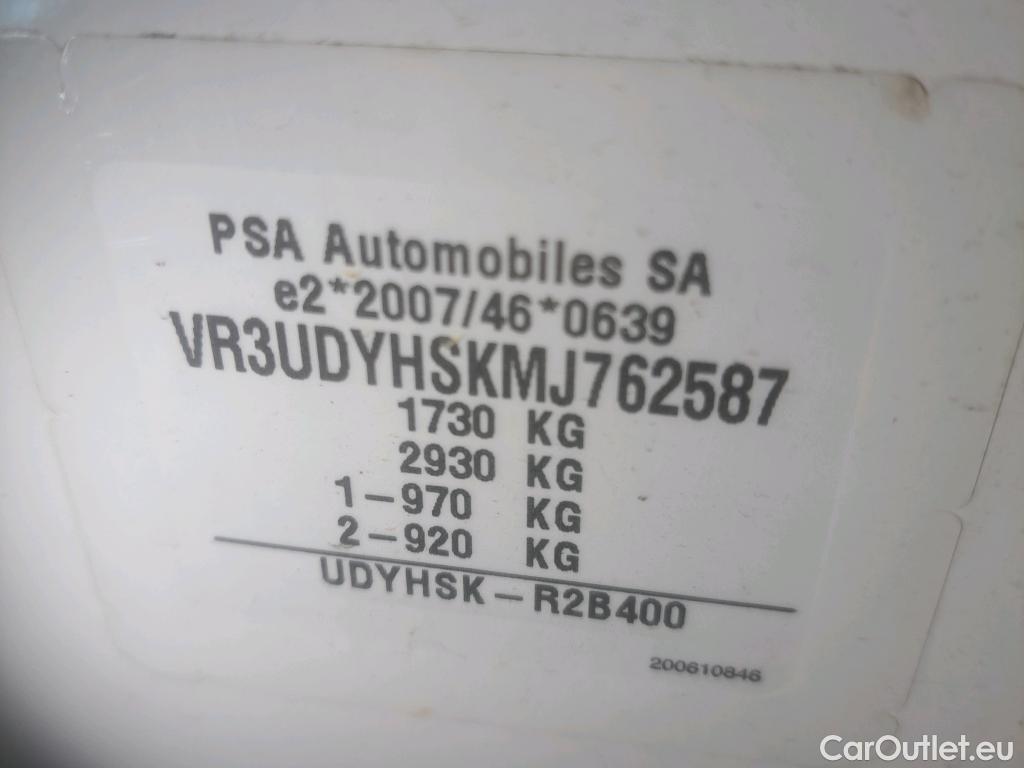 PSA Automobiles SA
e2*2007/46*0639
VR3UDYHSKMJ762587
1730 KG
2930 KG
1-970 KG
2-920 KG
UDYHSK-R2B400
200610846
CarOutlet.eu